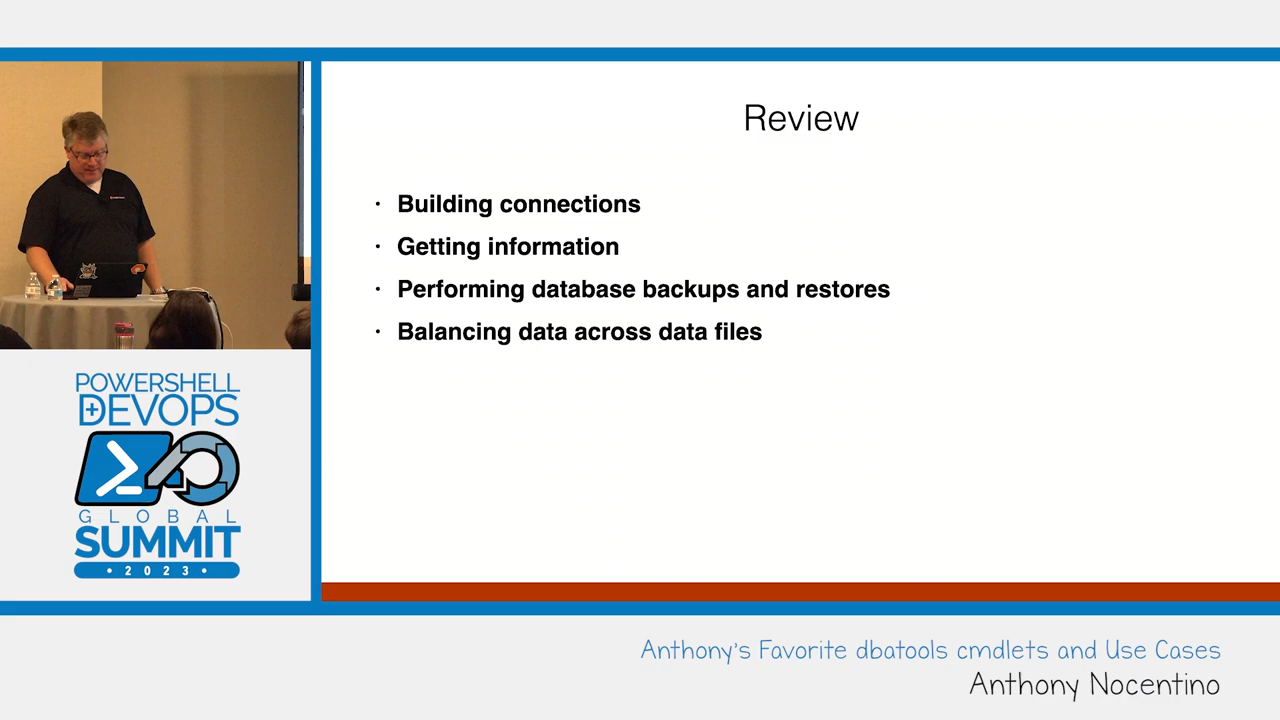 Review
· Building connections
· Getting information
· Performing database backups and restores
· Balancing data across data files
POWERSHELL
+DEVOPS
GLOBAL
SUMMIT
• 2023 •
Anthony's Favorite dbatools cmdlets and Use Cases
Anthony Nocentino